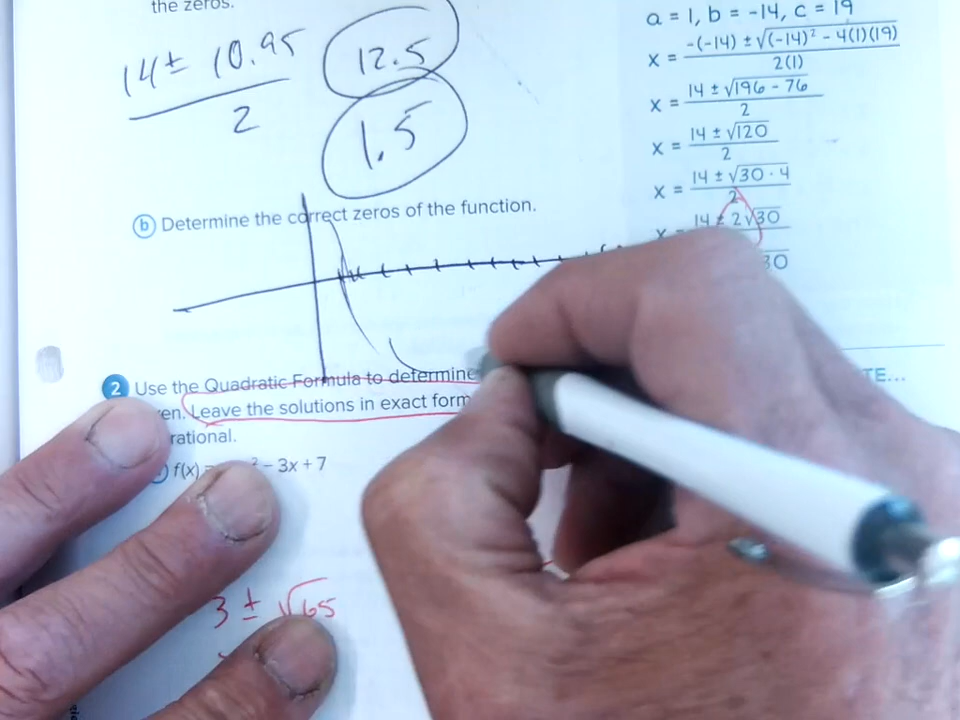 the zeros.
14 ± 10.95
2
12.5
1.5
b Determine the correct zeros of the function.
2 Use the Quadratic Formula to determine
Leave the solutions in exact form
rational.
f(x) - 3x + 7
3 ± √65
a = 1, b = -14, c = 19
x = -(-14) ± √(-14)² - 4(1)(19)
2(1)
x = 14 ± √196 - 76
2
x = 14 ± √120
2
x = 14 ± √30 · 4
2
14 ± 2√30
30